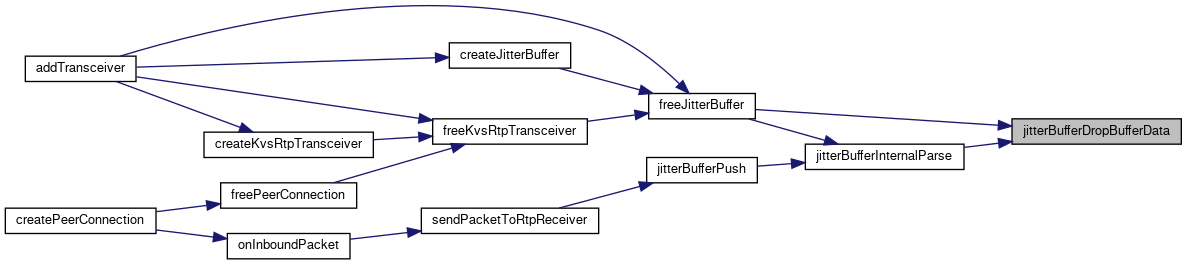 addTransceiver
createJitterBuffer
freeJitterBuffer
jitterBufferDropBufferData
createKvsRtpTransceiver
freeKvsRtpTransceiver
jitterBufferInternalParse
jitterBufferPush
freePeerConnection
createPeerConnection
sendPacketToRtpReceiver
onInboundPacket